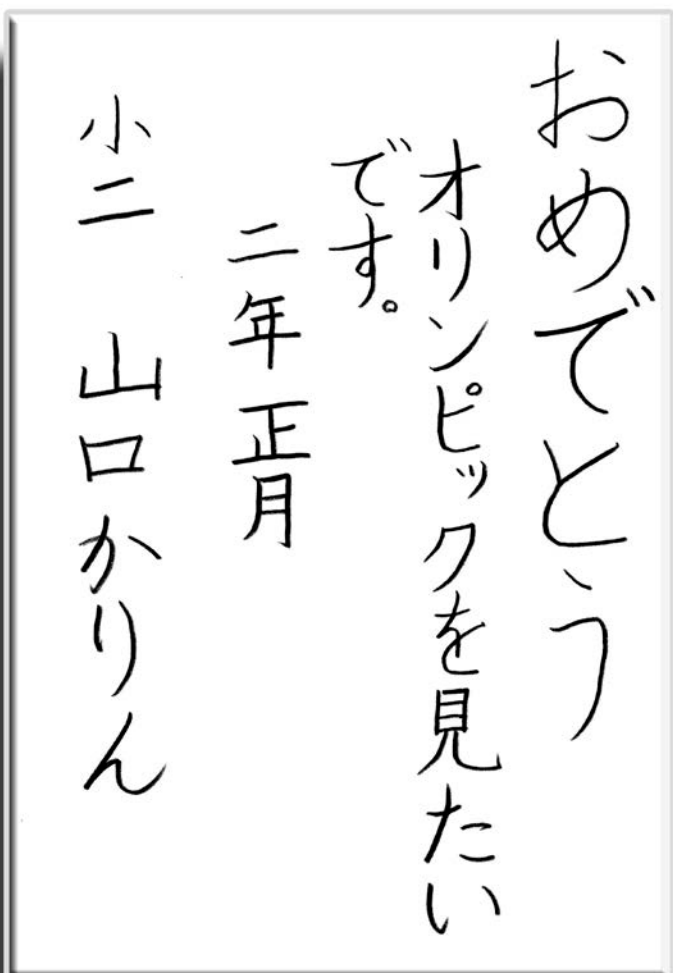 おめでとう
オリンピックを見たい
です。
二年 正月
小二 山口かりん